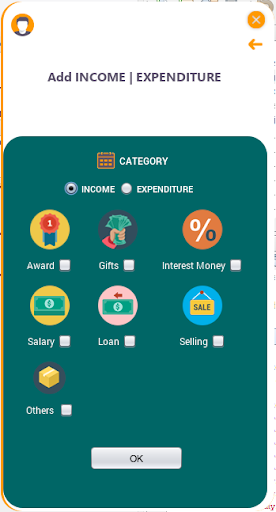 Add INCOME | EXPENDITURE
CATEGORY
INCOME EXPENDITURE
1
%
Award Gifts Interest Money
$ $ SALE
Salary Loan Selling
Others
OK